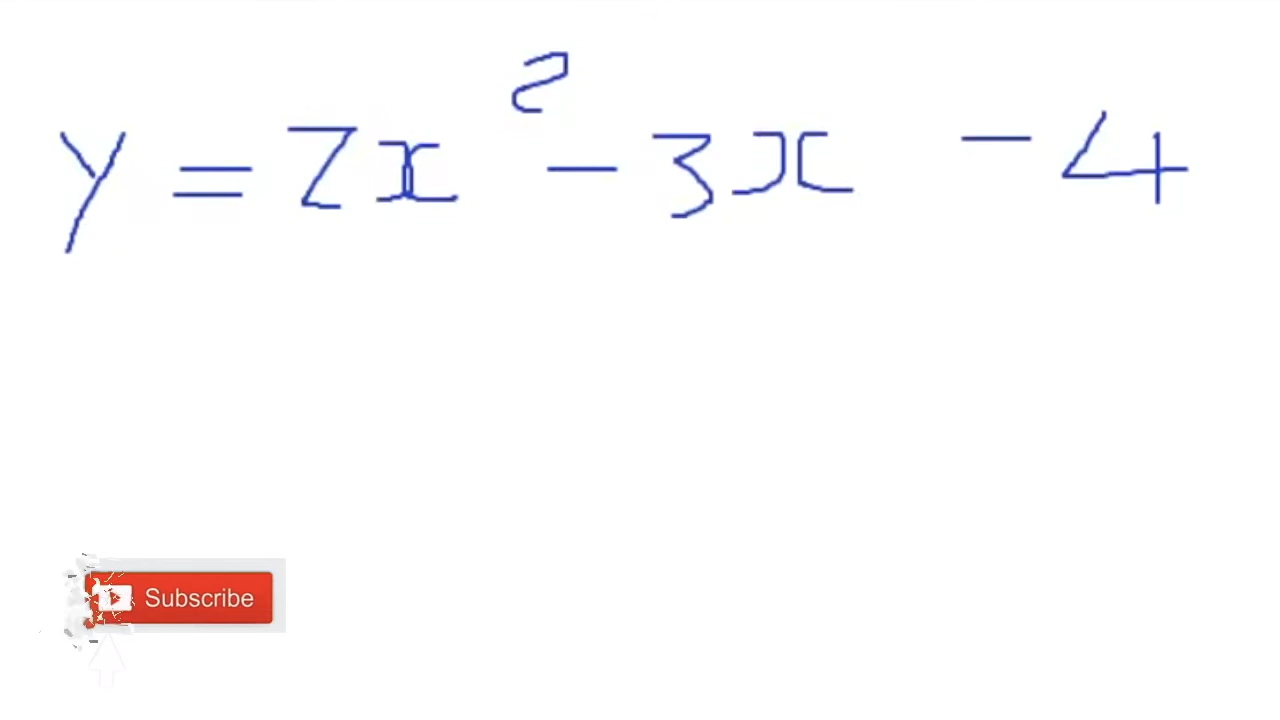 y = 2x² - 3x - 4
Subscribe